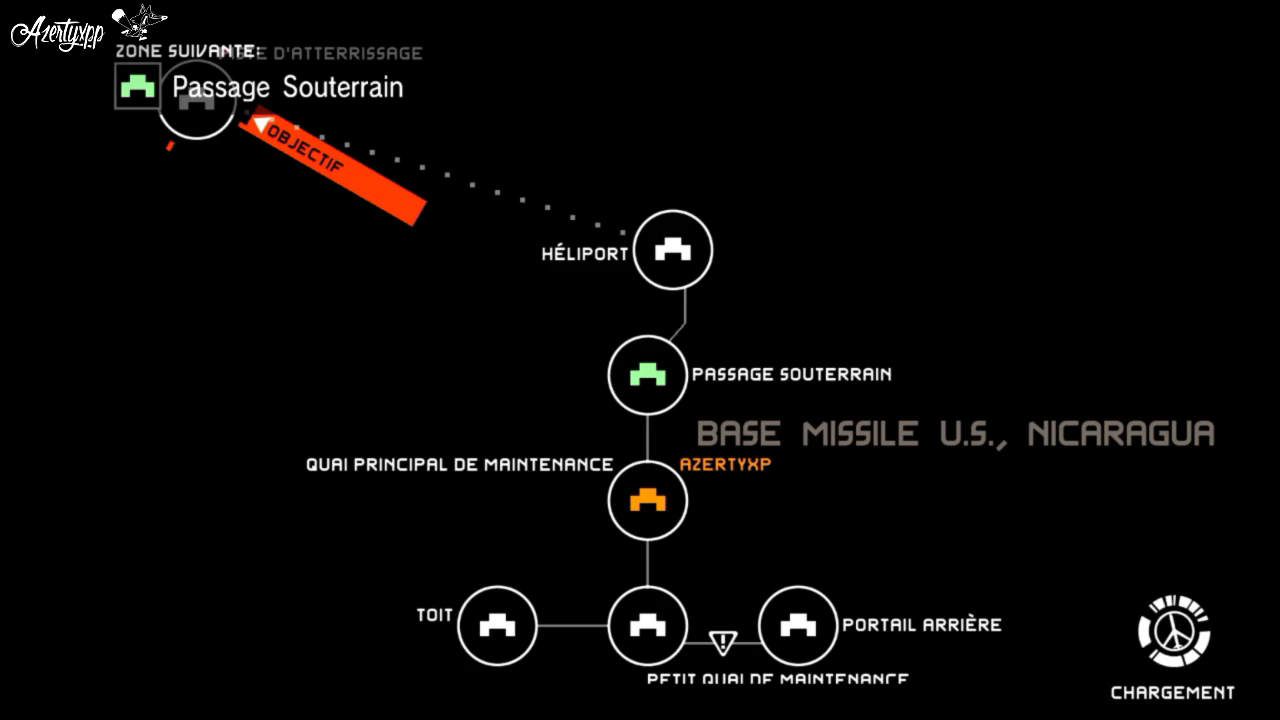 Azertyxpp
ZONE SUIVANTE:
D'ATTERRISSAGE
Passage Souterrain
OBJECTIF
HÉLIPORT
PASSAGE SOUTERRAIN
BASE MISSILE U.S., NICARAGUA
QUAI PRINCIPAL DE MAINTENANCE
AZERTYXP
TOIT
PORTAIL ARRIÈRE
PETIT QUAI DE MAINTENANCE
CHARGEMENT